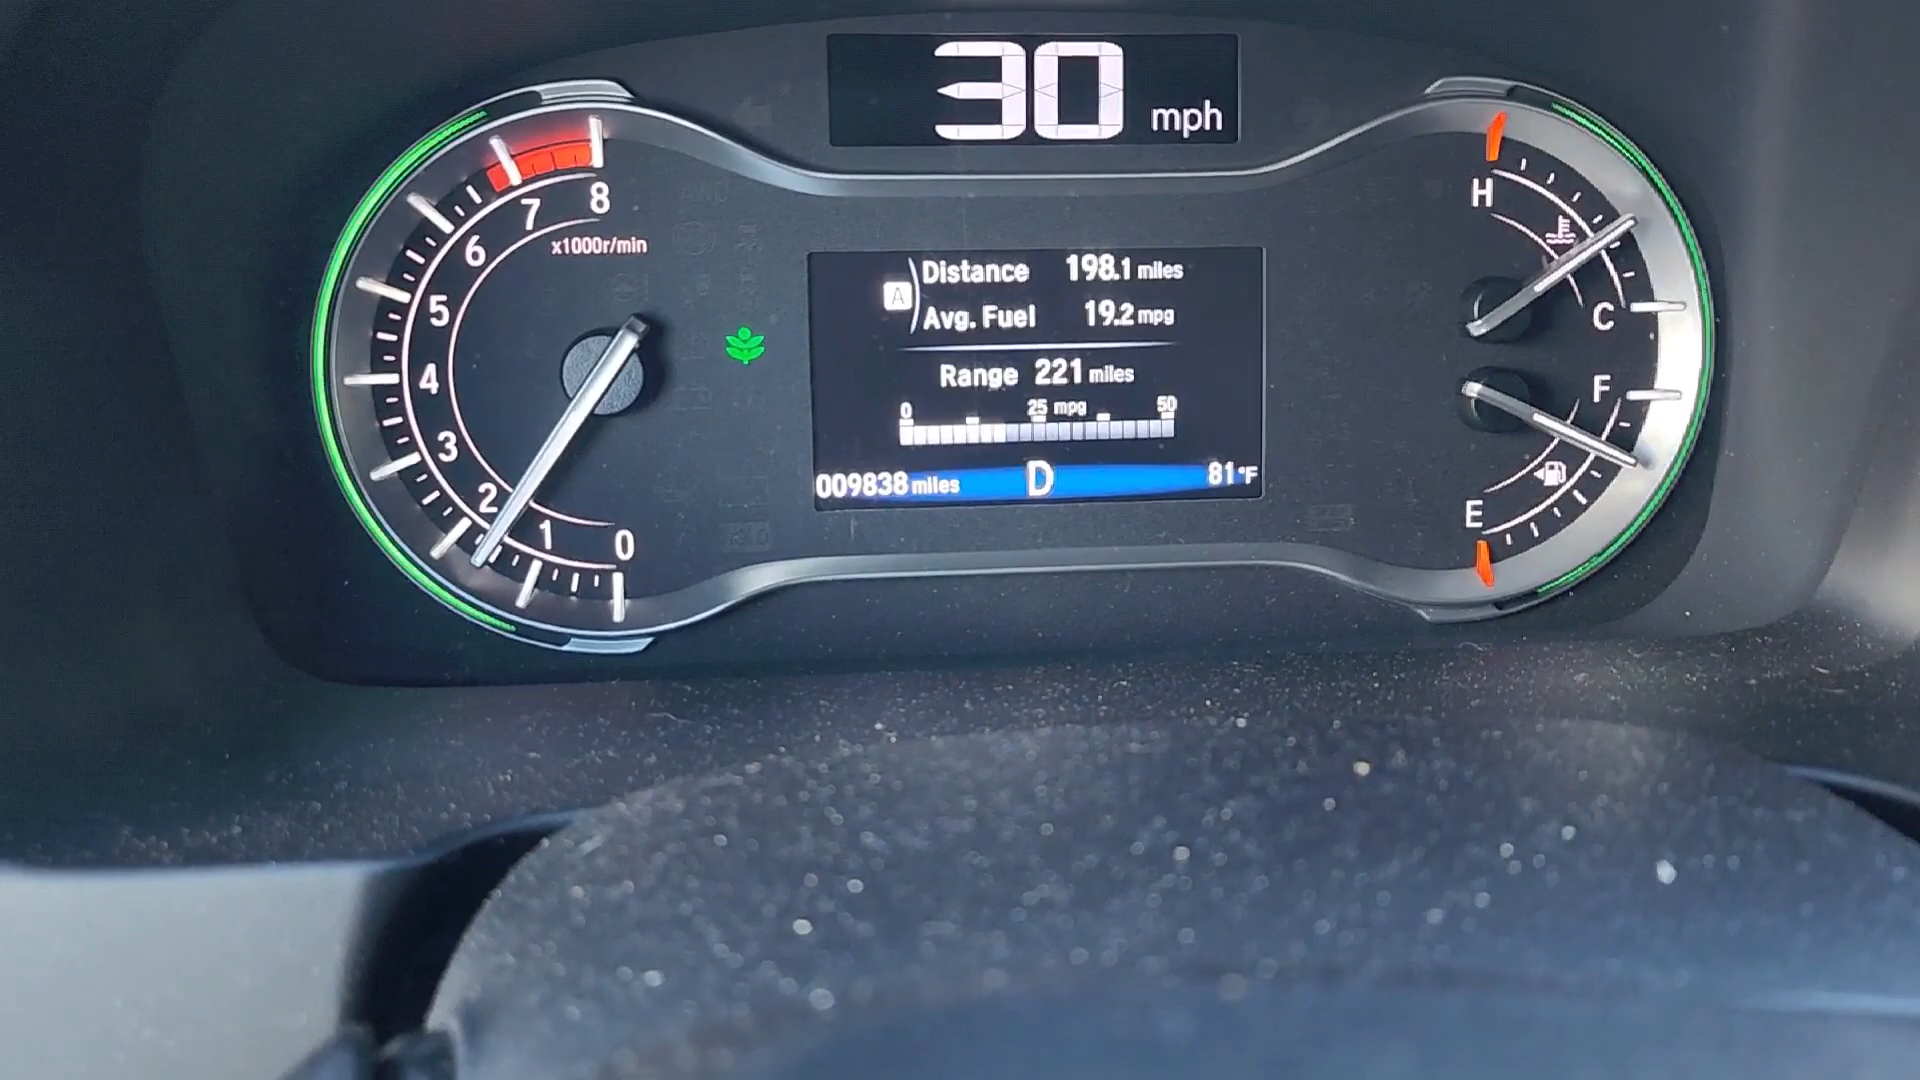 30 mph
8
7
x1000r/min
6
5
4
3
2
1
0
A
Distance 198.1 miles
Avg. Fuel 19.2 mpg
Range 221 miles
0 25 mpg 50
009838 miles D 81°F
H
C
F
E